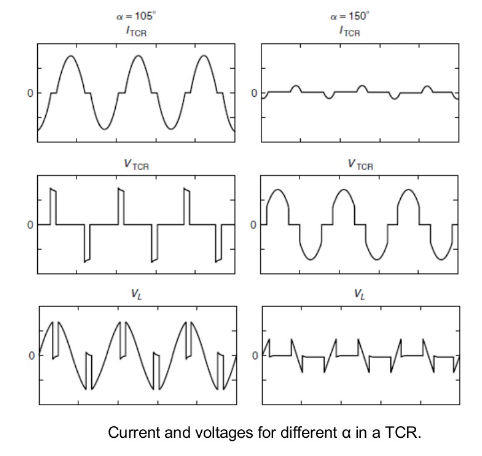 α = 105°
I_TCR
α = 150°
I_TCR
0
0
V_TCR
V_TCR
0
0
V_L
V_L
0
0
Current and voltages for different α in a TCR.